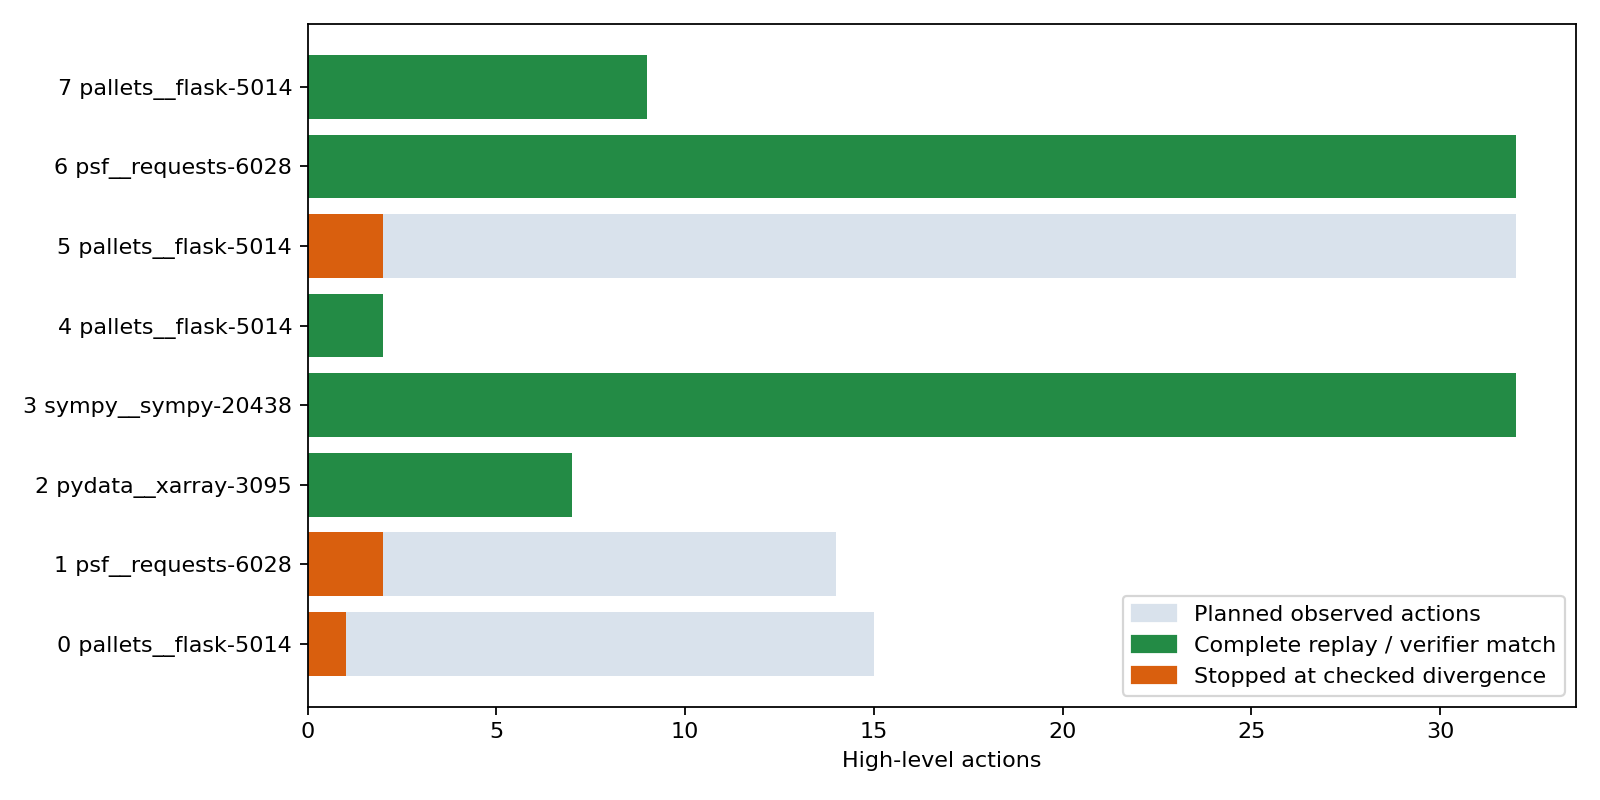 7 pallets__flask-5014
6 psf__requests-6028
5 pallets__flask-5014
4 pallets__flask-5014
3 sympy__sympy-20438
2 pydata__xarray-3095
1 psf__requests-6028
0 pallets__flask-5014
Planned observed actions
Complete replay / verifier match
Stopped at checked divergence
0 5 10 15 20 25 30
High-level actions